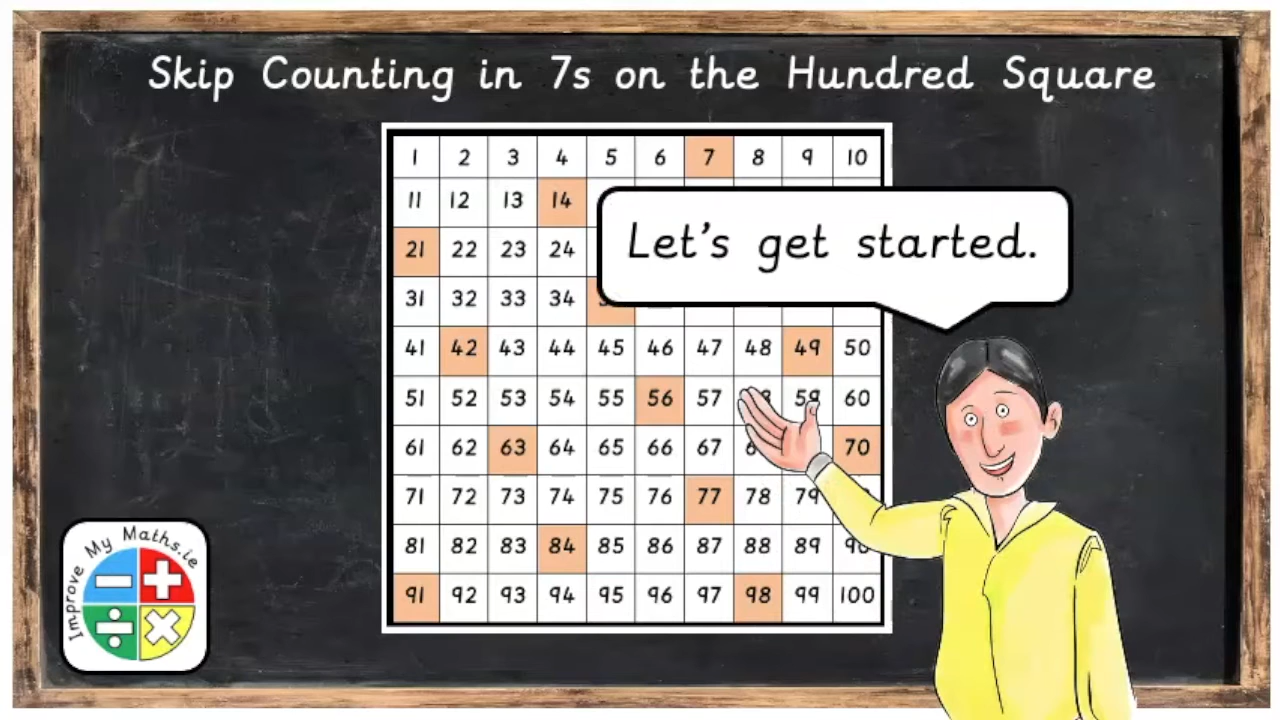 Skip Counting in 7s on the Hundred Square
1 2 3 4 5 6 7 8 9 10
11 12 13 14
Let's get started.
21 22 23 24
31 32 33 34
41 42 43 44 45 46 47 48 49 50
51 52 53 54 55 56 57 59 60
61 62 63 64 65 66 67 70
71 72 73 74 75 76 77 78 79
81 82 83 84 85 86 87 88 89 90
91 92 93 94 95 96 97 98 99 100
Improve My Maths.ie